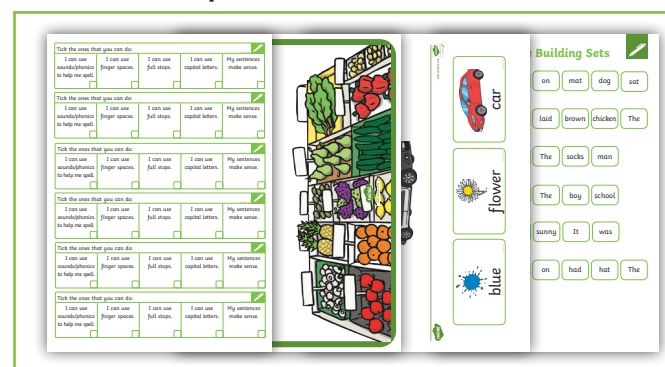 Tick the ones that you can do:
I can use sounds/phonics to help me spell.
I can use finger spaces.
I can use full stops.
I can use capital letters.
My sentences make sense.
Tick the ones that you can do:
I can use sounds/phonics to help me spell.
I can use finger spaces.
I can use full stops.
I can use capital letters.
My sentences make sense.
Tick the ones that you can do:
I can use sounds/phonics to help me spell.
I can use finger spaces.
I can use full stops.
I can use capital letters.
My sentences make sense.
Tick the ones that you can do:
I can use sounds/phonics to help me spell.
I can use finger spaces.
I can use full stops.
I can use capital letters.
My sentences make sense.
Tick the ones that you can do:
I can use sounds/phonics to help me spell.
I can use finger spaces.
I can use full stops.
I can use capital letters.
My sentences make sense.
Tick the ones that you can do:
I can use sounds/phonics to help me spell.
I can use finger spaces.
I can use full stops.
I can use capital letters.
My sentences make sense.
car
flower
blue
Building Sets
on mat dog sat
laid brown chicken The
The socks man
The boy school
sunny It was
on had hat The